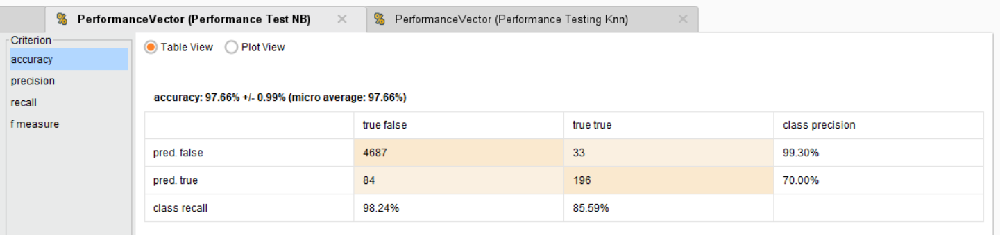 PerformanceVector (Performance Test NB)
PerformanceVector (Performance Testing Knn)
Criterion
accuracy
precision
recall
f measure
Table View Plot View
accuracy: 97.66% +/- 0.99% (micro average: 97.66%)
true false true true class precision
pred. false 4687 33 99.30%
pred. true 84 196 70.00%
class recall 98.24% 85.59%